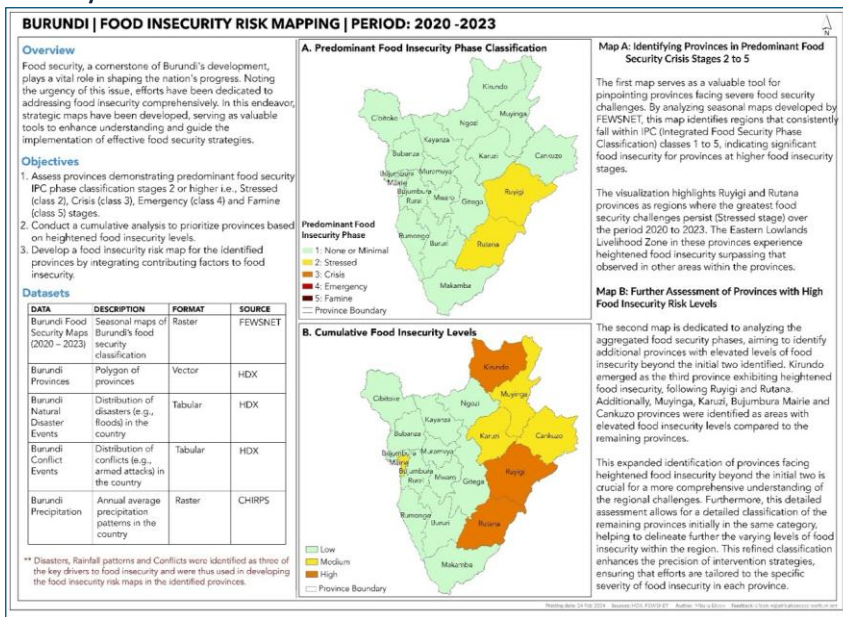 BURUNDI | FOOD INSECURITY RISK MAPPING | PERIOD: 2020 -2023
N
Overview
Food security, a cornerstone of Burundi's development,
plays a vital role in shaping the nation's progress. Noting
the urgency of this issue, efforts have been dedicated to
addressing food insecurity comprehensively. In this endeavor,
strategic maps have been developed, serving as valuable
tools to enhance understanding and guide the
implementation of effective food security strategies.
Objectives
1. Assess provinces demonstrating predominant food security
IPC phase classification stages 2 or higher i.e., Stressed
(class 2), Crisis (class 3), Emergency (class 4) and Famine
(class 5) stages.
2. Conduct a cumulative analysis to prioritize provinces based
on heightened food insecurity levels.
3. Develop a food insecurity risk map for the identified
provinces by integrating contributing factors to food
insecurity.
Datasets
DATA DESCRIPTION FORMAT SOURCE
Burundi Food Seasonal maps of Raster FEWSNET
Security Maps Burundi's food
(2020 – 2023) security
classification
Burundi Polygon of Vector HDX
Provinces provinces
Burundi Distribution of Tabular HDX
Natural disasters (e.g.,
Disaster floods) in the
Events country
Burundi Distribution of Tabular HDX
Conflict conflicts (e.g.,
Events armed attacks) in
the country
Burundi Annual average Raster CHIRPS
Precipitation precipitation
patterns in the
country
** Disasters, Rainfall patterns and Conflicts were identified as three of
the key drivers to food insecurity and were thus used in developing
the food insecurity risk maps in the identified provinces.
A. Predominant Food Insecurity Phase Classification
Kirundo
Cibitoke
Ngozi
Muyinga
Kayanza
Bubanza
Karuzi
Cankuzo
Bujumbura
Mairie
Muramvya
Bujumbura
Rural
Mwaro
Gitega
Ruyigi
Rumonge
Bururi
Rutana
Makamba
Predominant Food
Insecurity Phase
1: None or Minimal
2: Stressed
3: Crisis
4: Emergency
5: Famine
Province Boundary
B. Cumulative Food Insecurity Levels
Kirundo
Cibitoke
Ngozi
Muyinga
Kayanza
Bubanza
Karuzi
Cankuzo
Bujumbura
Mairie
Muramvya
Bujumbura
Rural
Mwaro
Gitega
Ruyigi
Rumonge
Bururi
Rutana
Makamba
Low
Medium
High
Province Boundary
Map A: Identifying Provinces in Predominant Food
Security Crisis Stages 2 to 5
The first map serves as a valuable tool for
pinpointing provinces facing severe food security
challenges. By analyzing seasonal maps developed by
FEWSNET, this map identifies regions that consistently
fall within IPC (Integrated Food Security Phase
Classification) classes 1 to 5, indicating significant
food insecurity for provinces at higher food insecurity
stages.
The visualization highlights Ruyigi and Rutana
provinces as regions where the greatest food
security challenges persist (Stressed stage) over
the period 2020 to 2023. The Eastern Lowlands
Livelihood Zone in these provinces experience
heightened food insecurity surpassing that
observed in other areas within the provinces.
Map B: Further Assessment of Provinces with High
Food Insecurity Risk Levels
The second map is dedicated to analyzing the
aggregated food security phases, aiming to identify
additional provinces with elevated levels of food
insecurity beyond the initial two identified. Kirundo
emerged as the third province exhibiting heightened
food insecurity, following Ruyigi and Rutana.
Additionally, Muyinga, Karuzi, Bujumbura Mairie and
Cankuzo provinces were identified as areas with
elevated food insecurity levels compared to the
remaining provinces.
This expanded identification of provinces facing
heightened food insecurity beyond the initial two is
crucial for a more comprehensive understanding of
the regional challenges. Furthermore, this detailed
assessment allows for a detailed classification of the
remaining provinces initially in the same category,
helping to delineate further the varying levels of food
insecurity within the region. This refined classification
enhances the precision of intervention strategies,
ensuring that efforts are tailored to the specific
severity of food insecurity in each province.
24 Feb 2024 Sources: HDX, FEWSNET Author: